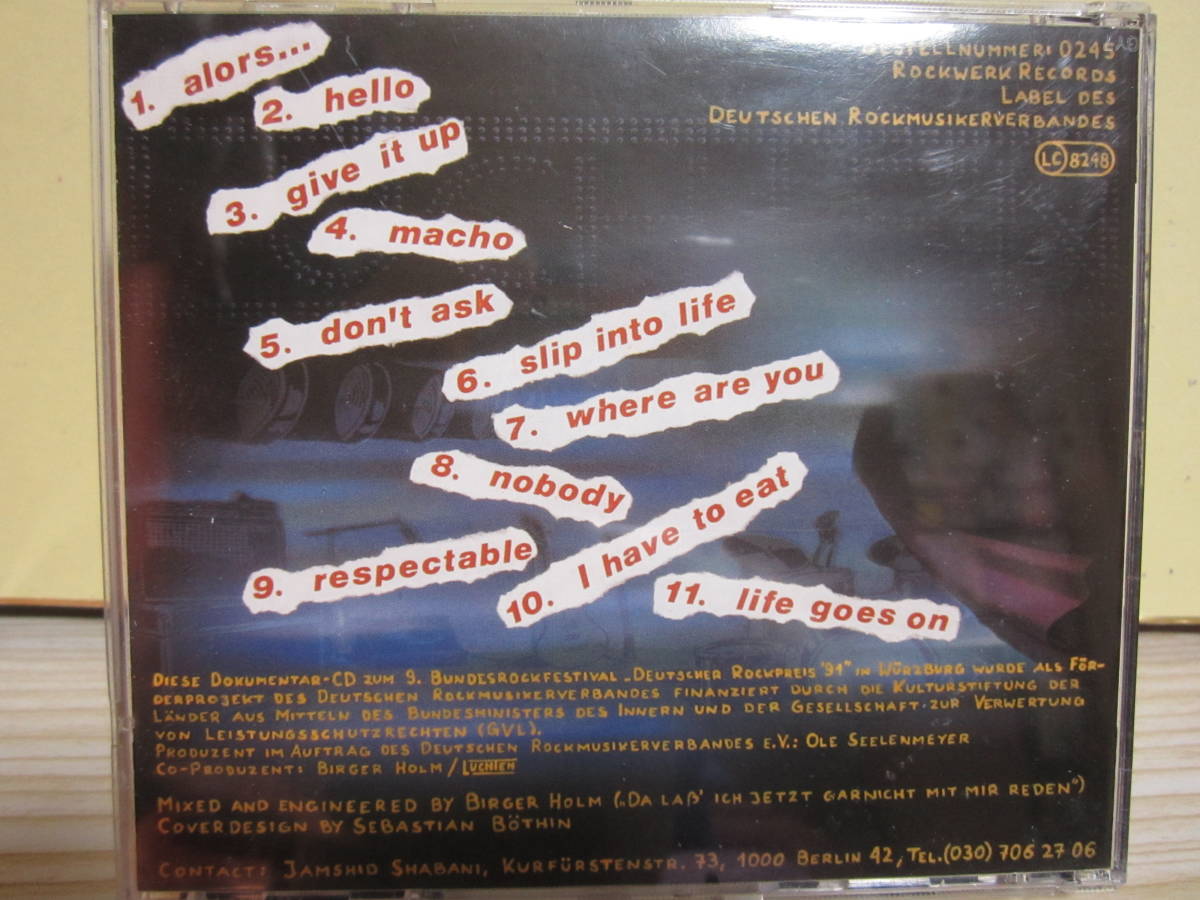 1. alors...
2. hello
3. give it up
4. macho
5. don't ask
6. slip into life
7. where are you
8. nobody
9. respectable
10. I have to eat
11. life goes on
BESTELLNUMMER: 0245
ROCKWERK RECORDS
LABEL DES
DEUTSCHEN ROCKMUSIKERVERBANDES
LC 8248
DIESE DOKUMENTAR-CD ZUM 9. BUNDESROCKFESTIVAL „DEUTSCHER ROCKPREIS '91" IN WÜRZBURG WURDE ALS FÖR-
DERPROJEKT DES DEUTSCHEN ROCKMUSIKERVERBANDES FINANZIERT DURCH DIE KULTURSTIFTUNG DER
LÄNDER AUS MITTELN DES BUNDESMINISTERS DES INNERN UND DER GESELLSCHAFT ZUR VERWERTUNG
VON LEISTUNGSSCHUTZRECHTEN (GVL).
PRODUZENT IM AUFTRAG DES DEUTSCHEN ROCKMUSIKERVERBANDES E.V.: OLE SEELENMEYER
CO-PRODUZENT: BIRGER HOLM/
MIXED AND ENGINEERED BY BIRGER HOLM („DA LAß' ICH JETZT GARNICHT MIT MIR REDEN")
COVERDESIGN BY SEBASTIAN BÖTHIN
CONTACT: JAMSHID SHABANI, KURFÜRSTENSTR. 73, 1000 BERLIN 42, TEL.(030) 706 27 06